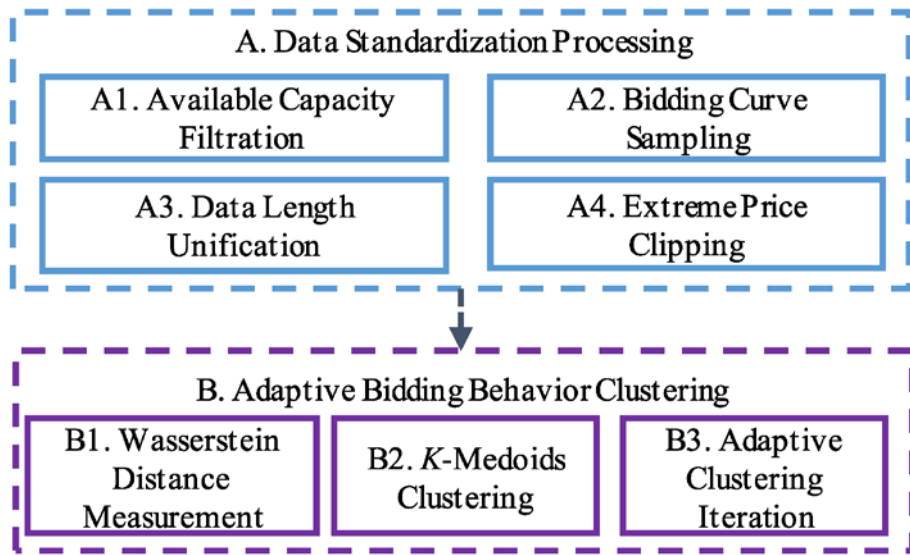 A. Data Standardization Processing
A1. Available Capacity
Filtration
A2. Bidding Curve
Sampling
A3. Data Length
Unification
A4. Extreme Price
Clipping
B. Adaptive Bidding Behavior Clustering
B1. Wasserstein
Distance
Measurement
B2. K-Medoids
Clustering
B3. Adaptive
Clustering
Iteration